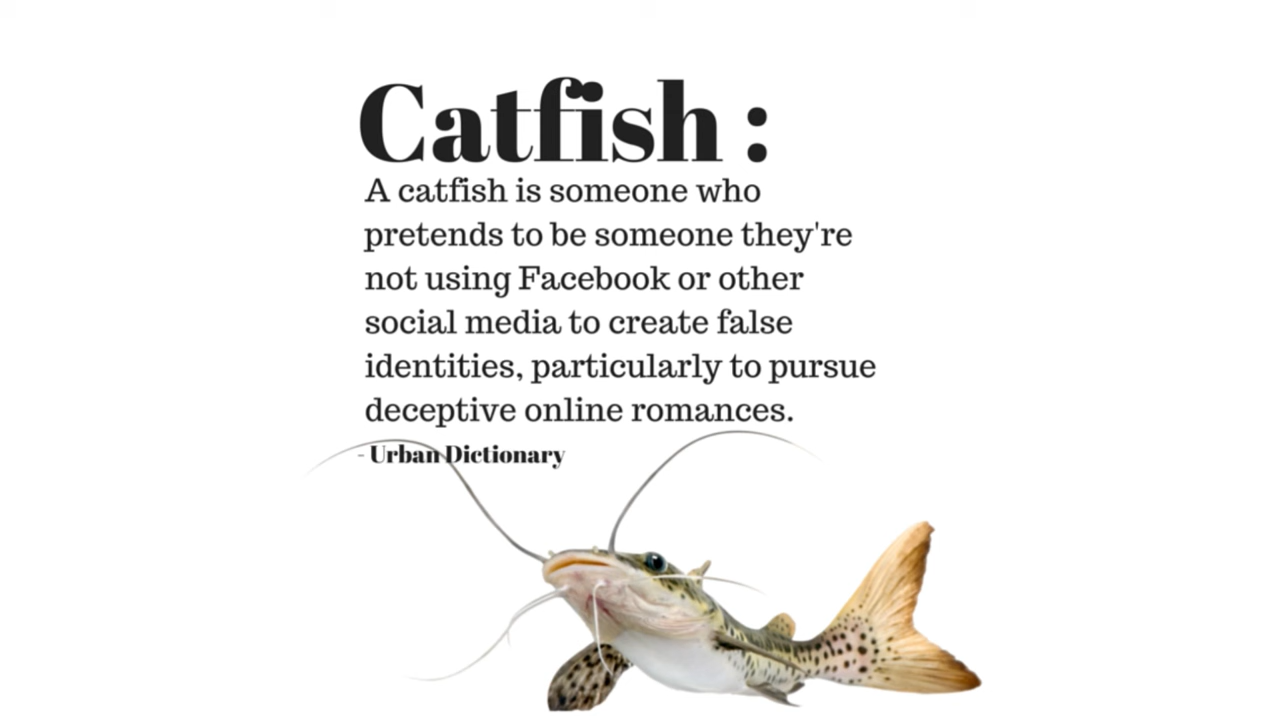 Catfish :
A catfish is someone who
pretends to be someone they're
not using Facebook or other
social media to create false
identities, particularly to pursue
deceptive online romances.
- Urban Dictionary